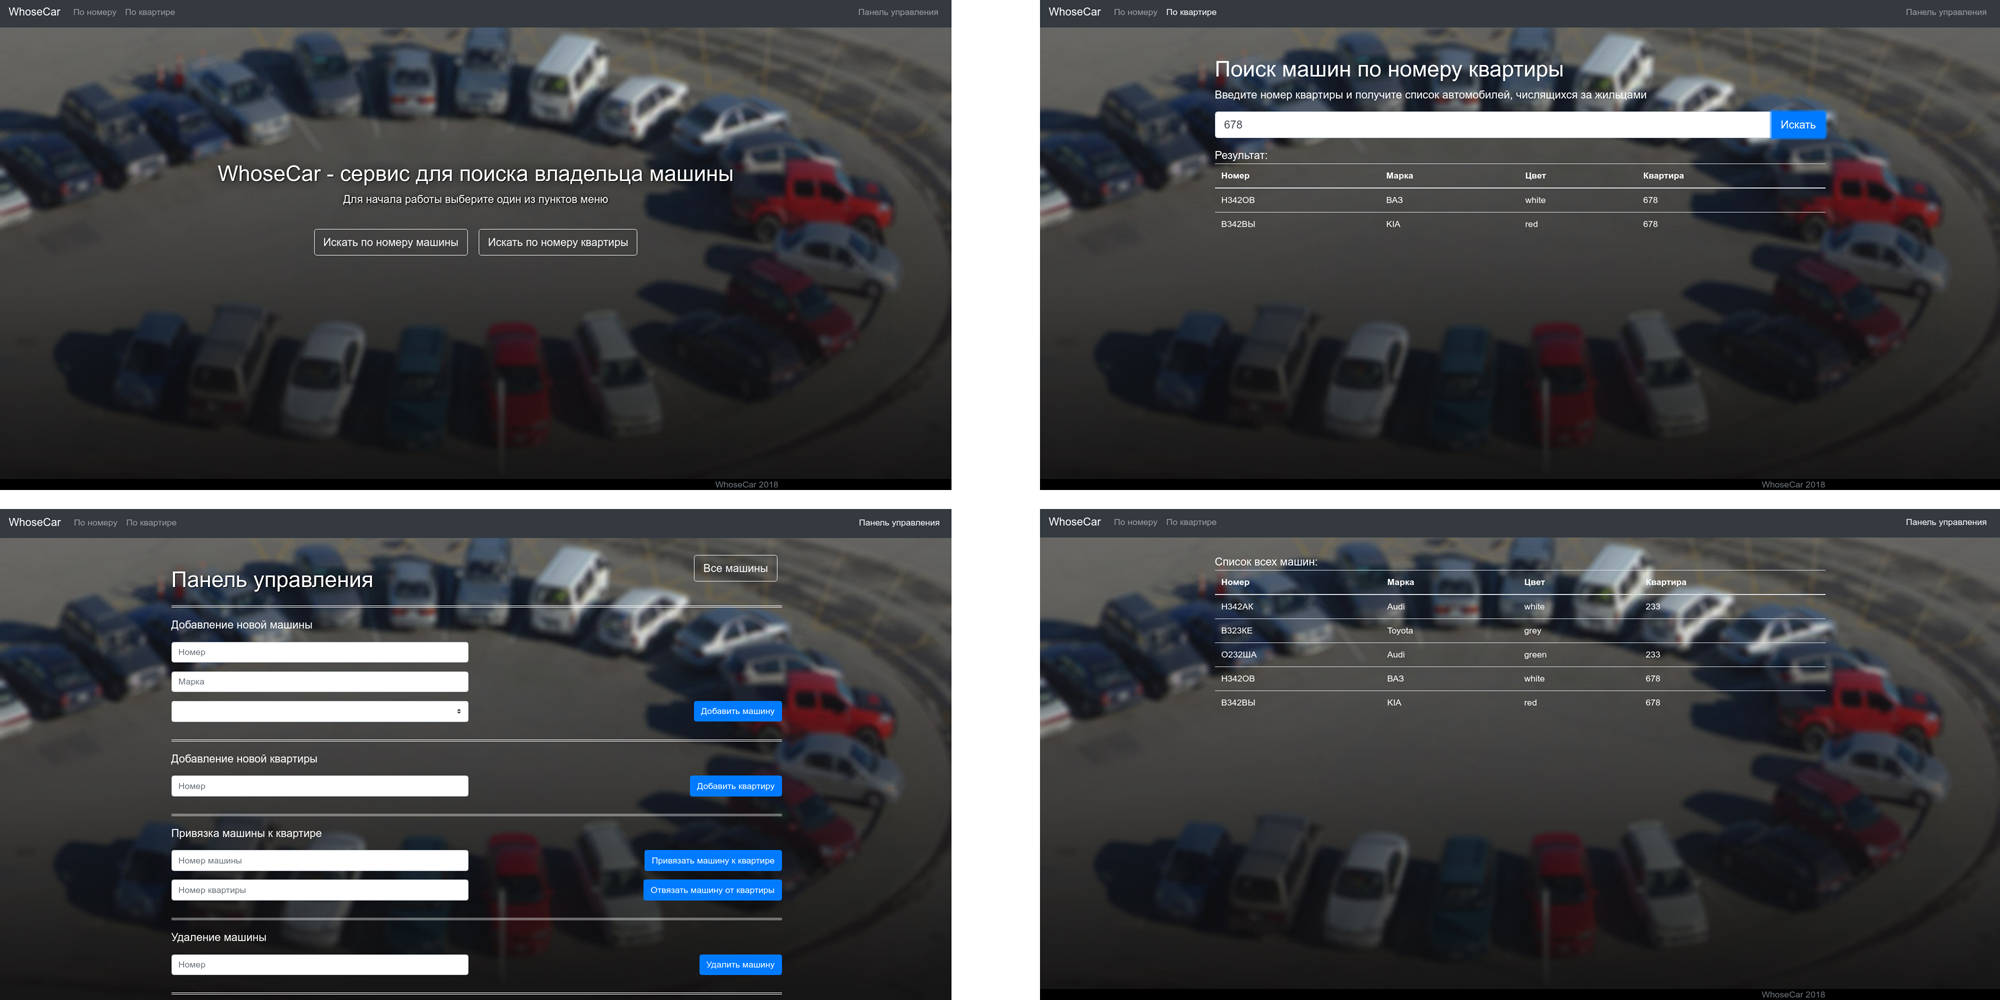 WhoseCar По номеру По квартире Панель управления
WhoseCar - сервис для поиска владельца машины
Для начала работы выберите один из пунктов меню
Искать по номеру машины Искать по номеру квартиры
WhoseCar 2018
WhoseCar По номеру По квартире Панель управления
Поиск машин по номеру квартиры
Введите номер квартиры и получите список автомобилей, числящихся за жильцами
678 Искать
Результат:
Номер Марка Цвет Квартира
Н342ОВ ВАЗ white 678
В342ВЫ KIA red 678
WhoseCar 2018
WhoseCar По номеру По квартире Панель управления
Все машины
Панель управления
Добавление новой машины
Номер
Марка
Добавить машину
Добавление новой квартиры
Номер Добавить квартиру
Привязка машины к квартире
Номер машины Привязать машину к квартире
Номер квартиры Отвязать машину от квартиры
Удаление машины
Номер Удалить машину
WhoseCar По номеру По квартире Панель управления
Список всех машин:
Номер Марка Цвет Квартира
Н342АК Audi white 233
В323КЕ Toyota grey
О232ША Audi green 233
Н342ОВ ВАЗ white 678
В342ВЫ KIA red 678
WhoseCar 2018